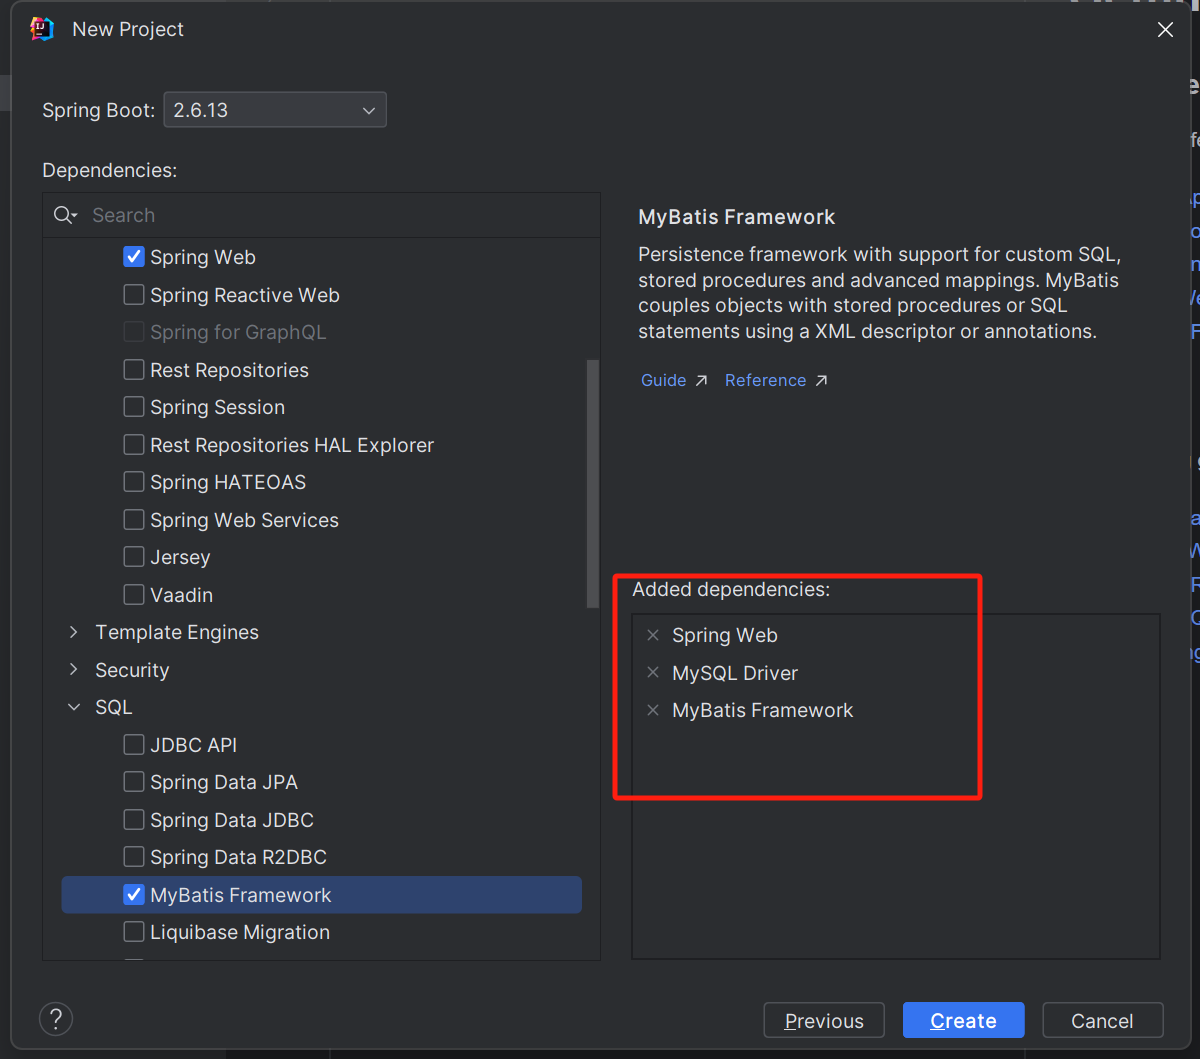 New Project
Spring Boot:
2.6.13
Dependencies:
Search
Spring Web
Spring Reactive Web
Spring for GraphQL
Rest Repositories
Spring Session
Rest Repositories HAL Explorer
Spring HATEOAS
Spring Web Services
Jersey
Vaadin
Template Engines
Security
SQL
JDBC API
Spring Data JPA
Spring Data JDBC
Spring Data R2DBC
MyBatis Framework
Liquibase Migration
MyBatis Framework
Persistence framework with support for custom SQL,
stored procedures and advanced mappings. MyBatis
couples objects with stored procedures or SQL
statements using a XML descriptor or annotations.
Guide ↗ Reference ↗
Added dependencies:
Spring Web
MySQL Driver
MyBatis Framework
?
Previous
Create
Cancel